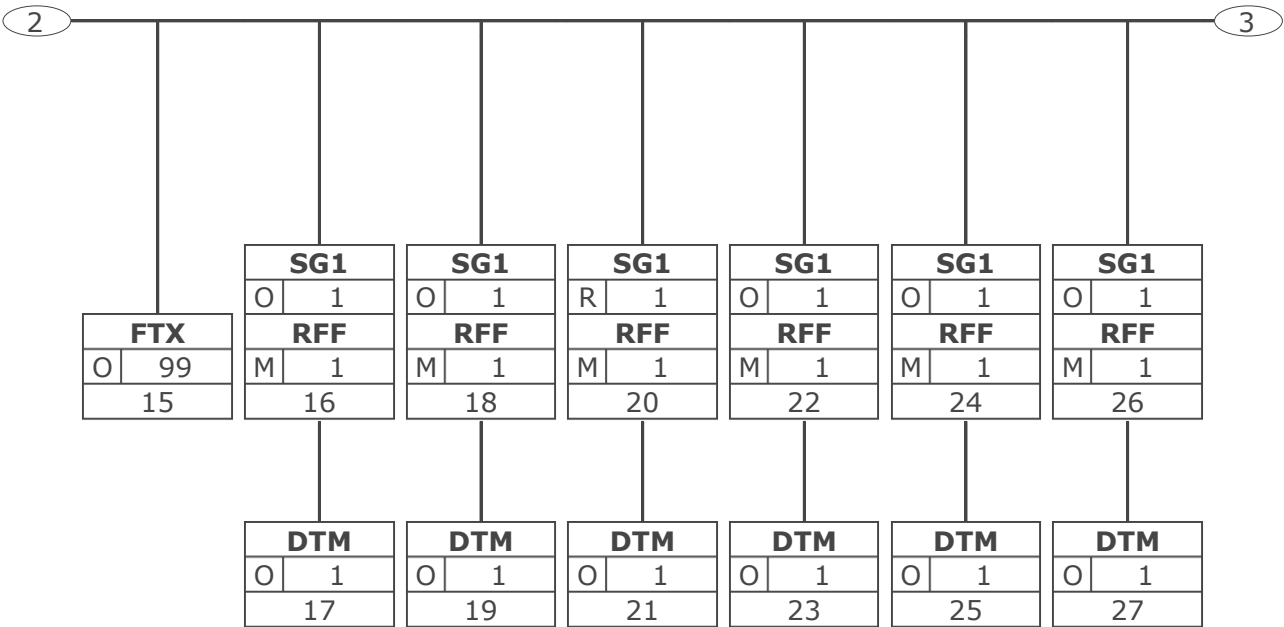 2 3
SG1 SG1 SG1 SG1 SG1 SG1
O 1 O 1 R 1 O 1 O 1 O 1
FTX RFF RFF RFF RFF RFF RFF
O 99 M 1 M 1 M 1 M 1 M 1 M 1
15 16 18 20 22 24 26
DTM DTM DTM DTM DTM DTM
O 1 O 1 O 1 O 1 O 1 O 1
17 19 21 23 25 27